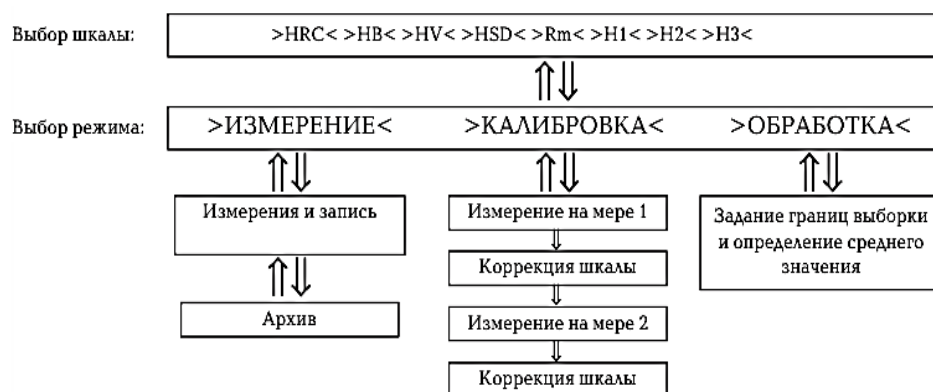 Выбор шкалы: >HRC< >HB< >HV< >HSD< >Rm< >H1< >H2< >H3<
Выбор режима: >ИЗМЕРЕНИЕ< >КАЛИБРОВКА< >ОБРАБОТКА<
Измерения и запись
Архив
Измерение на мере 1
Коррекция шкалы
Измерение на мере 2
Коррекция шкалы
Задание границ выборки
и определение среднего
значения